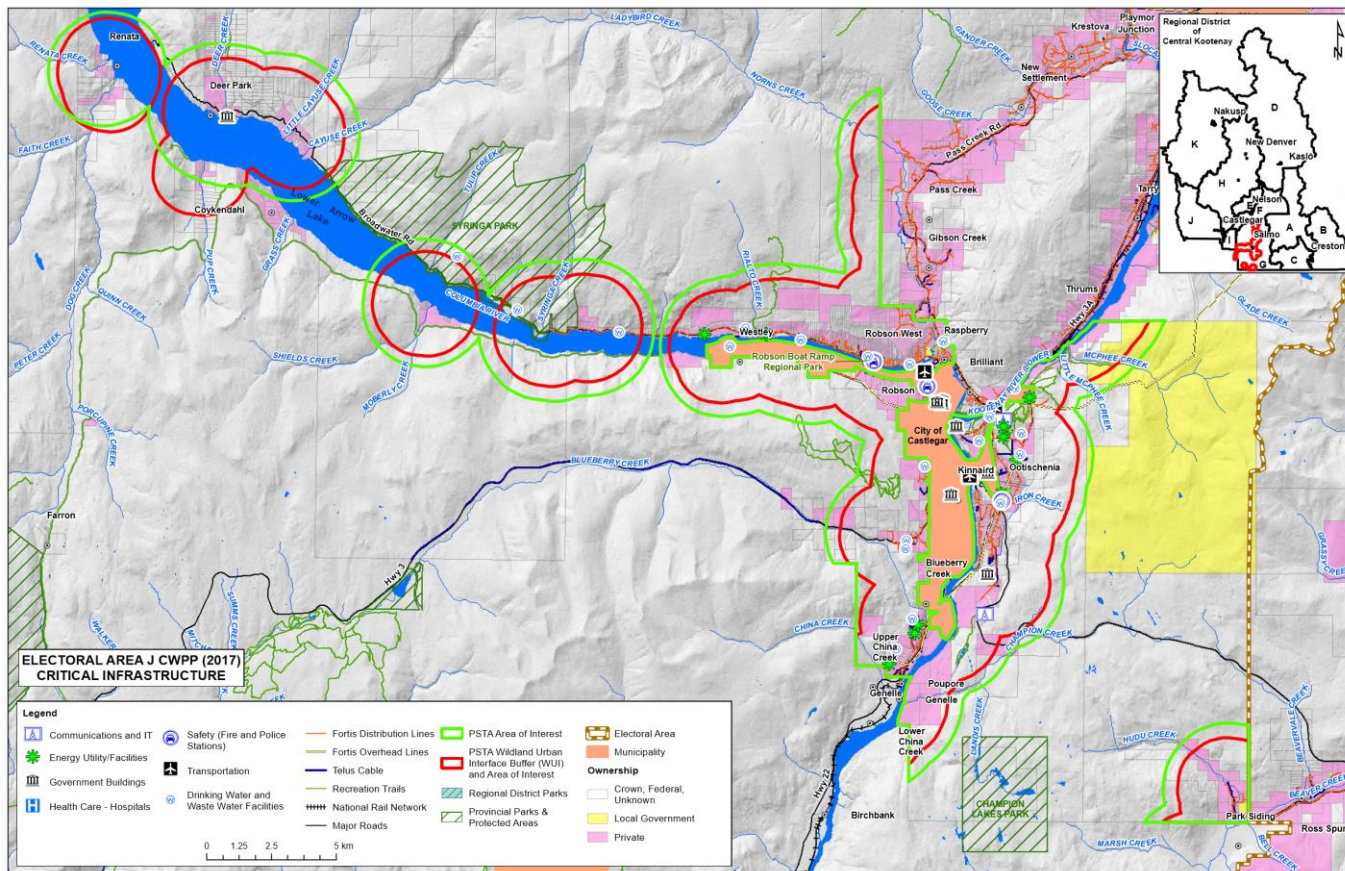 Renata
RENATA CREEK
DEER CREEK
Deer Park
LITTLE CAYUSE CREEK
CAYUSE CREEK
FAITH CREEK
Coykendahl
Lower Arrow
Lake
Broadwater Rd
TULIP CREEK
SYRINGA PARK
LADYBIRD CREEK
NORNS CREEK
GANDER CREEK
GOOSE CREEK
Krestova
Playmor
Junction
New
Settlement
Pass Creek Rd
Pass Creek
Gibson Creek
Tarry
Thrums
Hwy 3A
GLADE CREEK
DOG CREEK
QUINN CREEK
PUP CREEK
GRASS CREEK
PETER CREEK
SHIELDS CREEK
MOBERLY CREEK
COLUMBIA RIVER
SYRINGA CREEK
RIALTO CREEK
Westley
Robson West
Raspberry
Robson Boat Ramp
Regional Park
Robson
Brilliant
KOOTENAY RIVER (LOWER)
MCPHEE CREEK
LITTLE MCPHEE CREEK
City of
Castlegar
Kinnaird
Ootischenia
IRON CREEK
PORCUPINE CREEK
BLUEBERRY CREEK
Farron
Hwy 3
SUMMS CREEK
WALKER
MITCH
Blueberry
Creek
CHINA CREEK
Upper
China
Creek
CHAMPION CREEK
Genelle
Poupore
Genelle
Lower
China Creek
LANDIS CREEK
Hwy 22
Birchbank
CHAMPION
LAKES PARK
GRASSY CREEK
BEAVERVALE CREEK
HUDU CREEK
BEAVER CREEK
Park Siding
Ross Spur
MARSH CREEK
BELL CREEK
Regional District
of
Central Kootenay
N
D
Nakusp
K
New Denver
Kaslo
H
Nelson
E
F
Castlegar
J
Salmo
A
B
I
Creston
G
C
ELECTORAL AREA J CWPP (2017)
CRITICAL INFRASTRUCTURE
Legend
Communications and IT
Energy Utility/Facilities
Government Buildings
H
Health Care - Hospitals
Safety (Fire and Police
Stations)
Transportation
Drinking Water and
Waste Water Facilities
Fortis Distribution Lines
Fortis Overhead Lines
Telus Cable
Recreation Trails
National Rail Network
Major Roads
PSTA Area of Interest
PSTA Wildland Urban
Interface Buffer (WUI)
and Area of Interest
Regional District Parks
Provincial Parks &
Protected Areas
Electoral Area
Municipality
Ownership
Crown, Federal,
Unknown
Local Government
Private
0 1.25 2.5 5 km